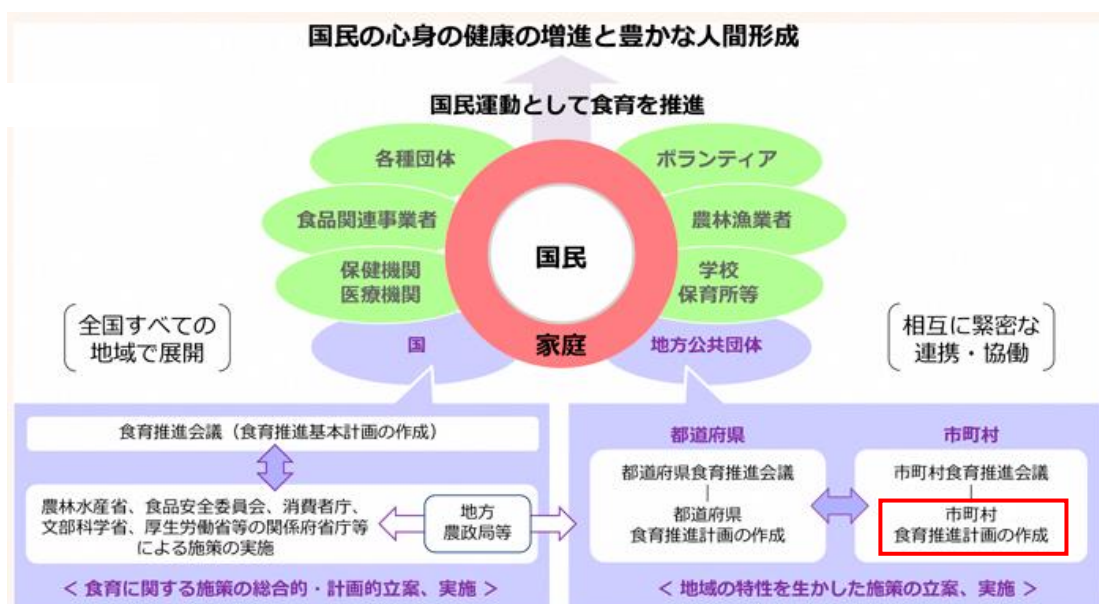 国民の心身の健康の増進と豊かな人間形成
国民運動として食育を推進
各種団体
ボランティア
食品関連事業者
農林漁業者
保健機関
医療機関
学校
保育所等
国
地方公共団体
国民
家庭
全国すべての
地域で展開
相互に緊密な
連携・協働
食育推進会議（食育推進基本計画の作成）
農林水産省、食品安全委員会、消費者庁、
文部科学省、厚生労働省等の関係府省庁等
による施策の実施
地方
農政局等
＜ 食育に関する施策の総合的・計画的立案、実施 ＞
都道府県
都道府県食育推進会議
都道府県
食育推進計画の作成
市町村
市町村食育推進会議
市町村
食育推進計画の作成
＜ 地域の特性を生かした施策の立案、実施 ＞